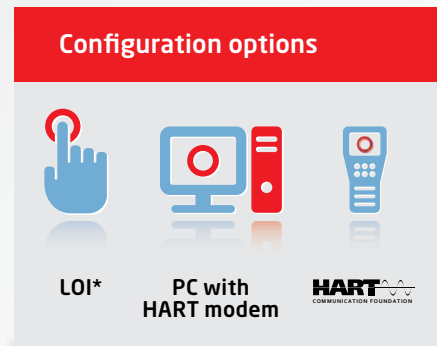 Configuration options
LOI*
PC with
HART modem
HART
COMMUNICATION FOUNDATION